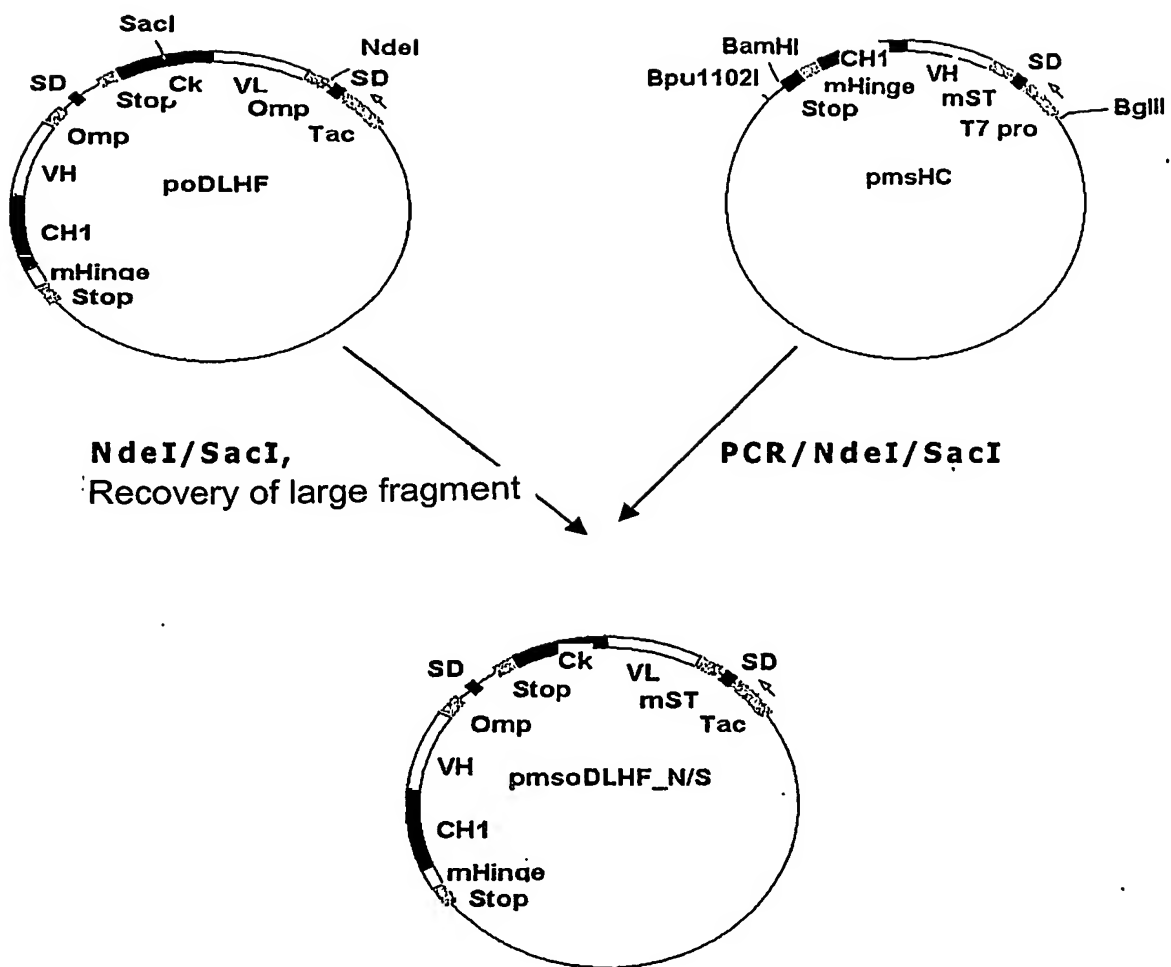 SacI
NdeI
SD
SD
Stop
Ck
VL
Omp
Omp
Tac
VH
poDLHF
CH1
mHinge
Stop
BamHI
Bpu1102I
CH1
VH
SD
mHinge
mST
Stop
T7 pro
BglII
pmsHC
NdeI/SacI,
Recovery of large fragment
PCR/NdeI/SacI
SD
Ck
SD
Stop
VL
mST
Omp
Tac
VH
pmsoDLHF_N/S
CH1
mHinge
Stop